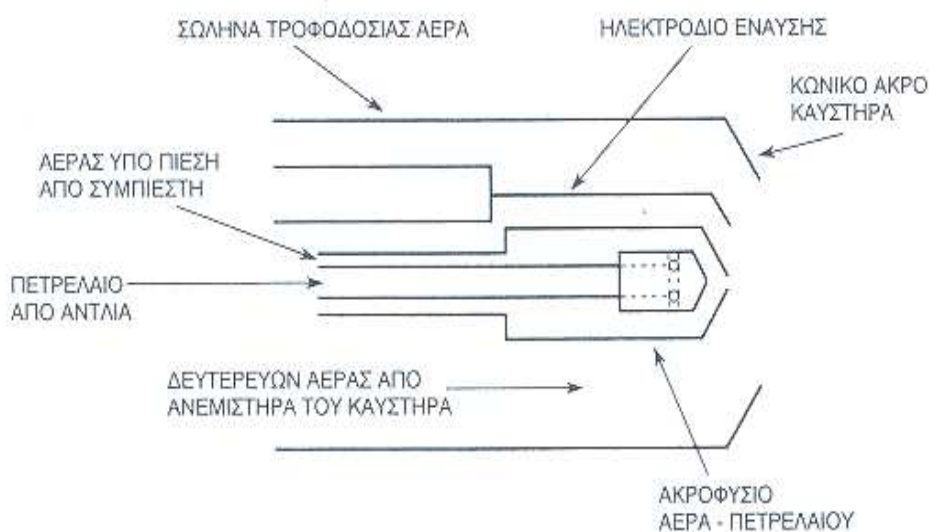 ΣΩΛΗΝΑ ΤΡΟΦΟΔΟΣΙΑΣ ΑΕΡΑ
ΗΛΕΚΤΡΟΔΙΟ ΕΝΑΥΣΗΣ
ΚΩΝΙΚΟ ΑΚΡΟ
ΚΑΥΣΤΗΡΑ
ΑΕΡΑΣ ΥΠΟ ΠΙΕΣΗ
ΑΠΟ ΣΥΜΠΙΕΣΤΗ
ΠΕΤΡΕΛΑΙΟ
ΑΠΟ ΑΝΤΛΙΑ
ΔΕΥΤΕΡΕΥΩΝ ΑΕΡΑΣ ΑΠΟ
ΑΝΕΜΙΣΤΗΡΑ ΤΟΥ ΚΑΥΣΤΗΡΑ
ΑΚΡΟΦΥΣΙΟ
ΑΕΡΑ - ΠΕΤΡΕΛΑΙΟΥ